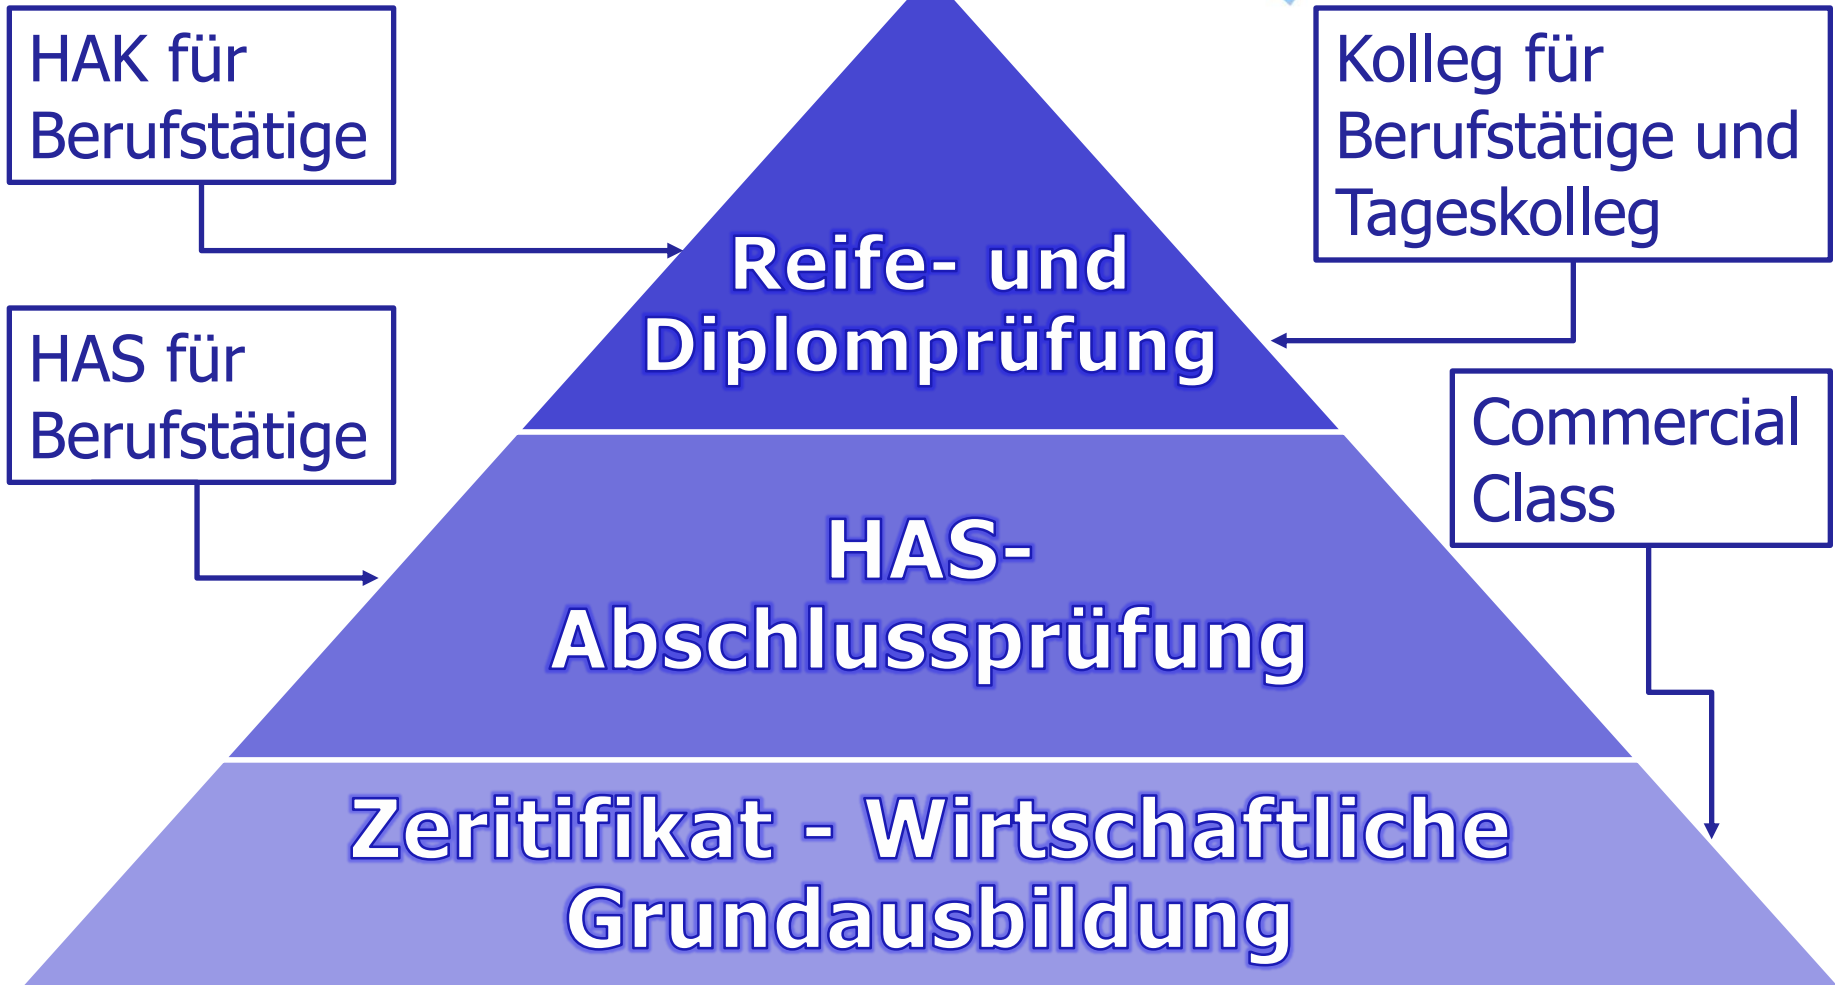 HAK für
Berufstätige
Kolleg für
Berufstätige und
Tageskolleg
Reife- und
Diplomprüfung
HAS für
Berufstätige
Commercial
Class
HAS-
Abschlussprüfung
Zeritifikat - Wirtschaftliche
Grundausbildung